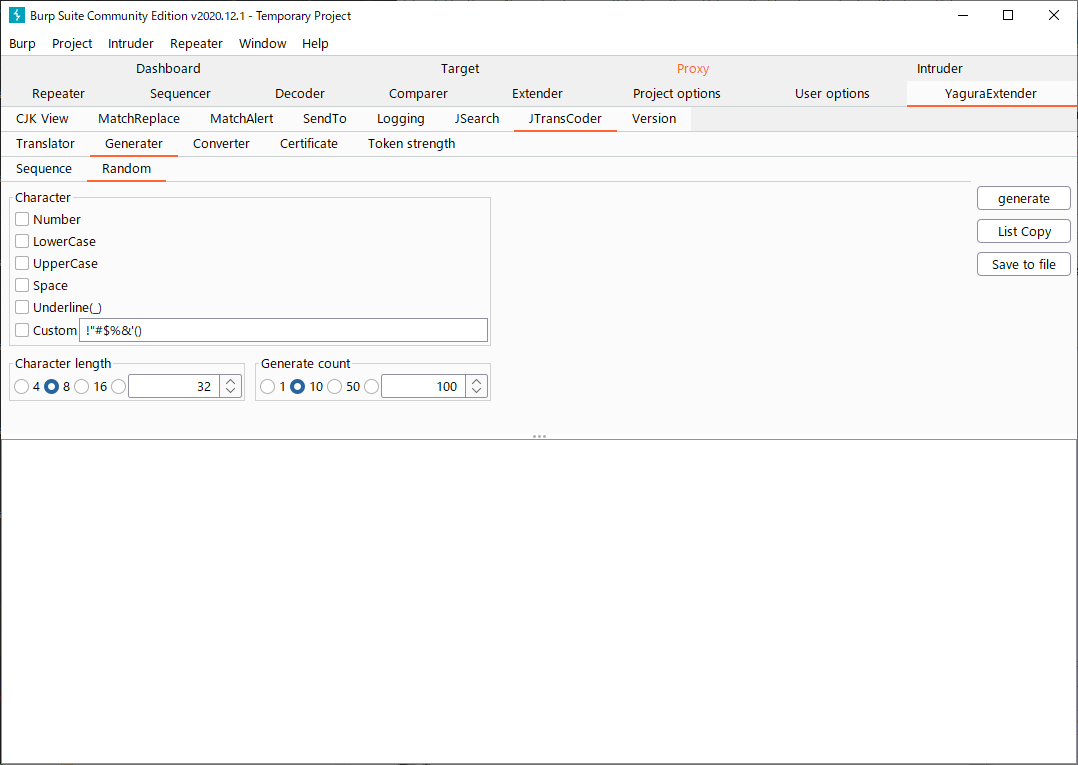 Burp Suite Community Edition v2020.12.1 - Temporary Project
Burp Project Intruder Repeater Window Help
Dashboard Target Proxy Intruder
Repeater Sequencer Decoder Comparer Extender Project options User options YaguraExtender
CJK View MatchReplace MatchAlert SendTo Logging JSearch JTransCoder Version
Translator Generater Converter Certificate Token strength
Sequence Random
Character
Number
LowerCase
UpperCase
Space
Underline(_)
Custom !"#$%&'()
Character length
4 8 16 32
Generate count
1 10 50 100
generate
List Copy
Save to file